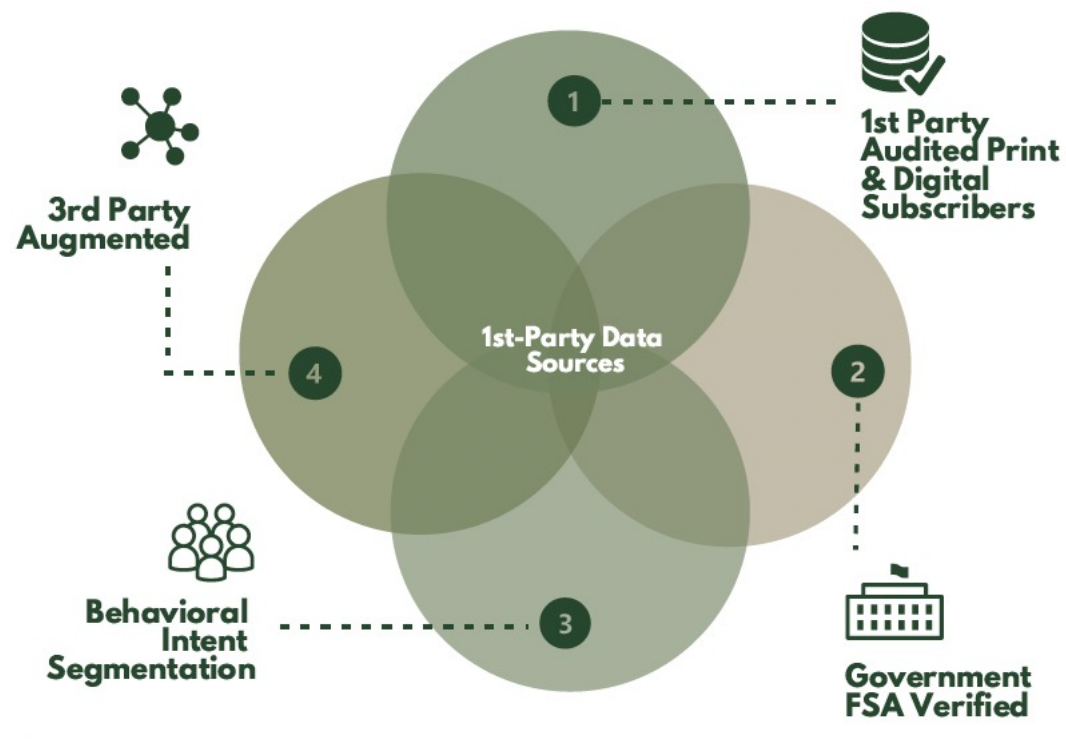 1
1st Party
Audited Print
& Digital
Subscribers
3rd Party
Augmented
1st-Party Data
Sources
4
2
Behavioral
Intent
Segmentation
3
Government
FSA Verified